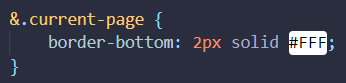 &.current-page {
border-bottom: 2px solid #FFF;
}